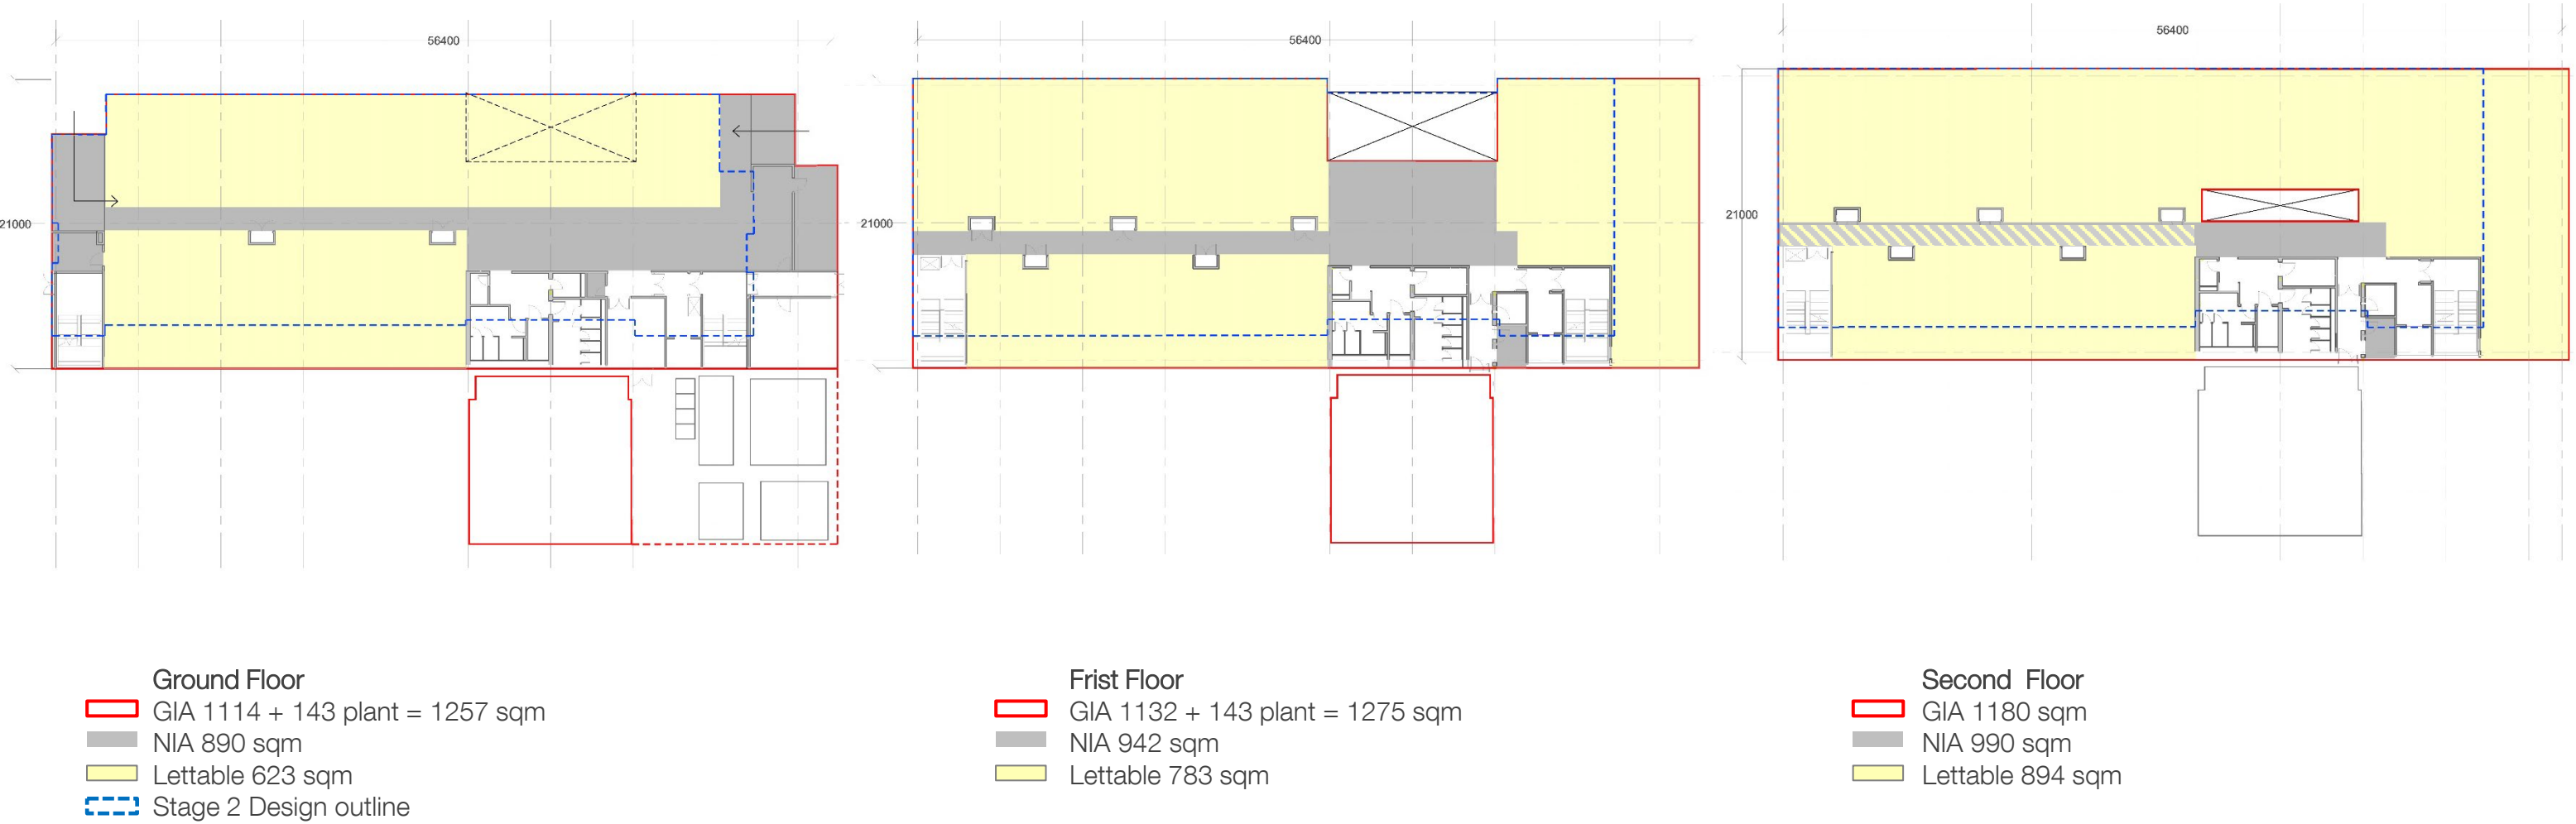 56400
56400
56400
21000
21000
21000
Ground Floor
GIA 1114 + 143 plant = 1257 sqm
NIA 890 sqm
Lettable 623 sqm
Stage 2 Design outline
Frist Floor
GIA 1132 + 143 plant = 1275 sqm
NIA 942 sqm
Lettable 783 sqm
Second Floor
GIA 1180 sqm
NIA 990 sqm
Lettable 894 sqm